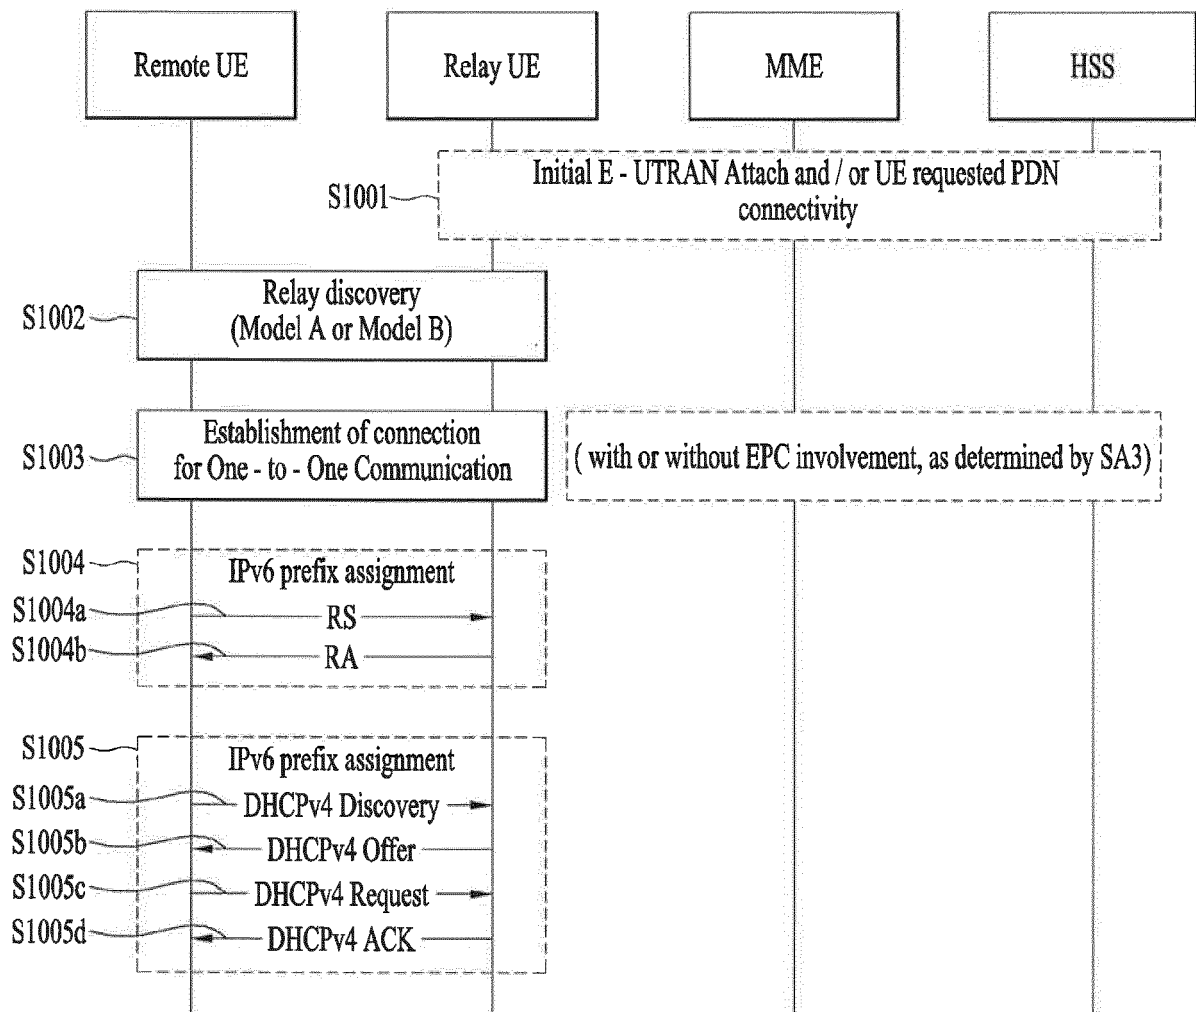 Remote UE
Relay UE
MME
HSS
S1001
Initial E - UTRAN Attach and / or UE requested PDN
connectivity
S1002
Relay discovery
(Model A or Model B)
S1003
Establishment of connection
for One - to - One Communication
( with or without EPC involvement, as determined by SA3)
S1004
IPv6 prefix assignment
S1004a
RS
S1004b
RA
S1005
IPv6 prefix assignment
S1005a
DHCPv4 Discovery
S1005b
DHCPv4 Offer
S1005c
DHCPv4 Request
S1005d
DHCPv4 ACK